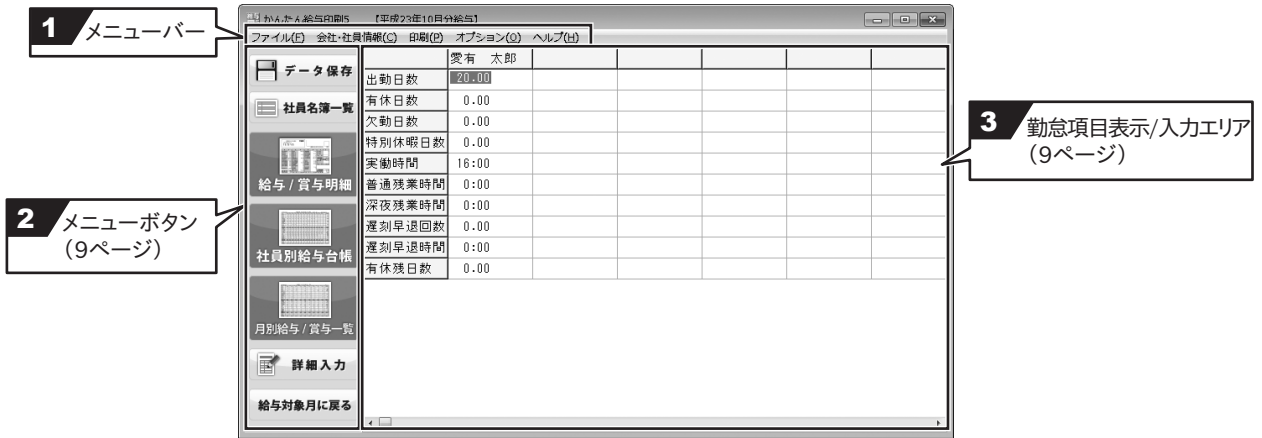 1 メニューバー
2 メニューボタン
(9ページ)
かんたん給与印刷5 【平成23年10月分給与】
ファイル(F) 会社・社員情報(C) 印刷(P) オプション(O) ヘルプ(H)
データ保存
社員名簿一覧
給与/賞与明細
社員別給与台帳
月別給与/賞与一覧
詳細入力
給与対象月に戻る
愛有 太郎
出勤日数 20.00
有休日数 0.00
欠勤日数 0.00
特別休暇日数 0.00
実働時間 16:00
普通残業時間 0:00
深夜残業時間 0:00
遅刻早退回数 0.00
遅刻早退時間 0:00
有休残日数 0.00
3 勤怠項目表示/入力エリア
(9ページ)